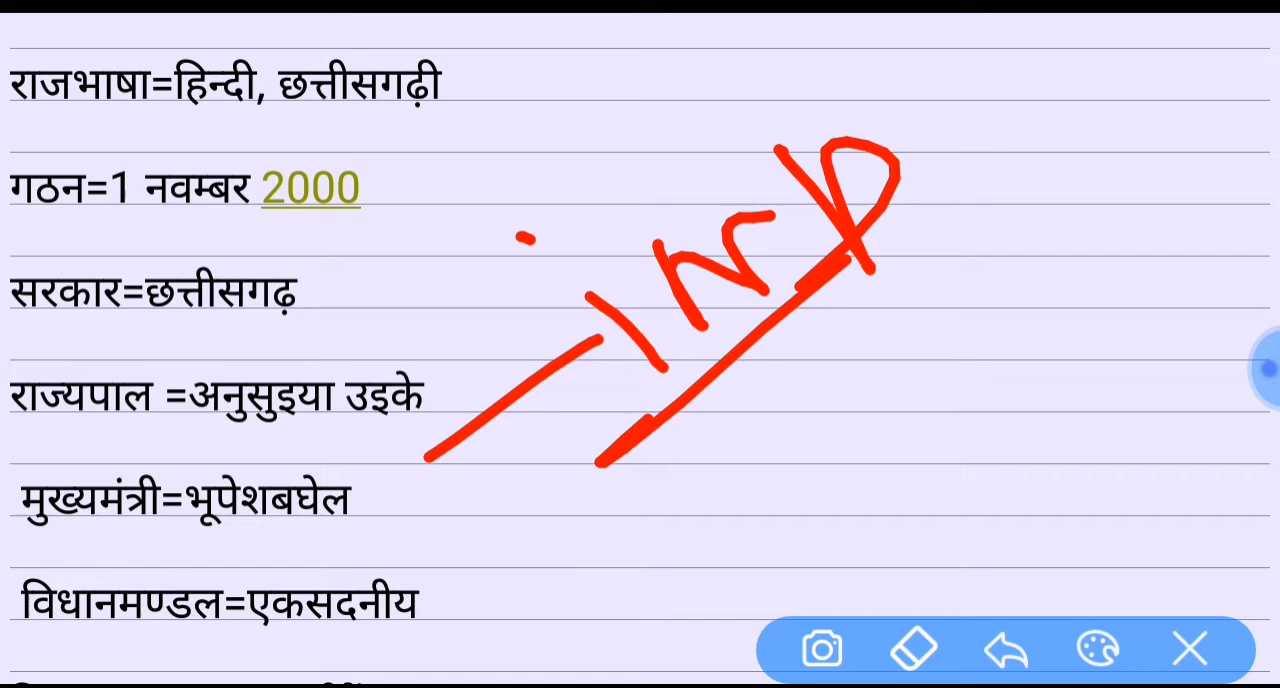 राजभाषा=हिन्दी, छत्तीसगढ़ी
गठन=1 नवम्बर 2000
सरकार=छत्तीसगढ़
राज्यपाल =अनुसुइया उइके
मुख्यमंत्री=भूपेशबघेल
विधानमण्डल=एकसदनीय
imp